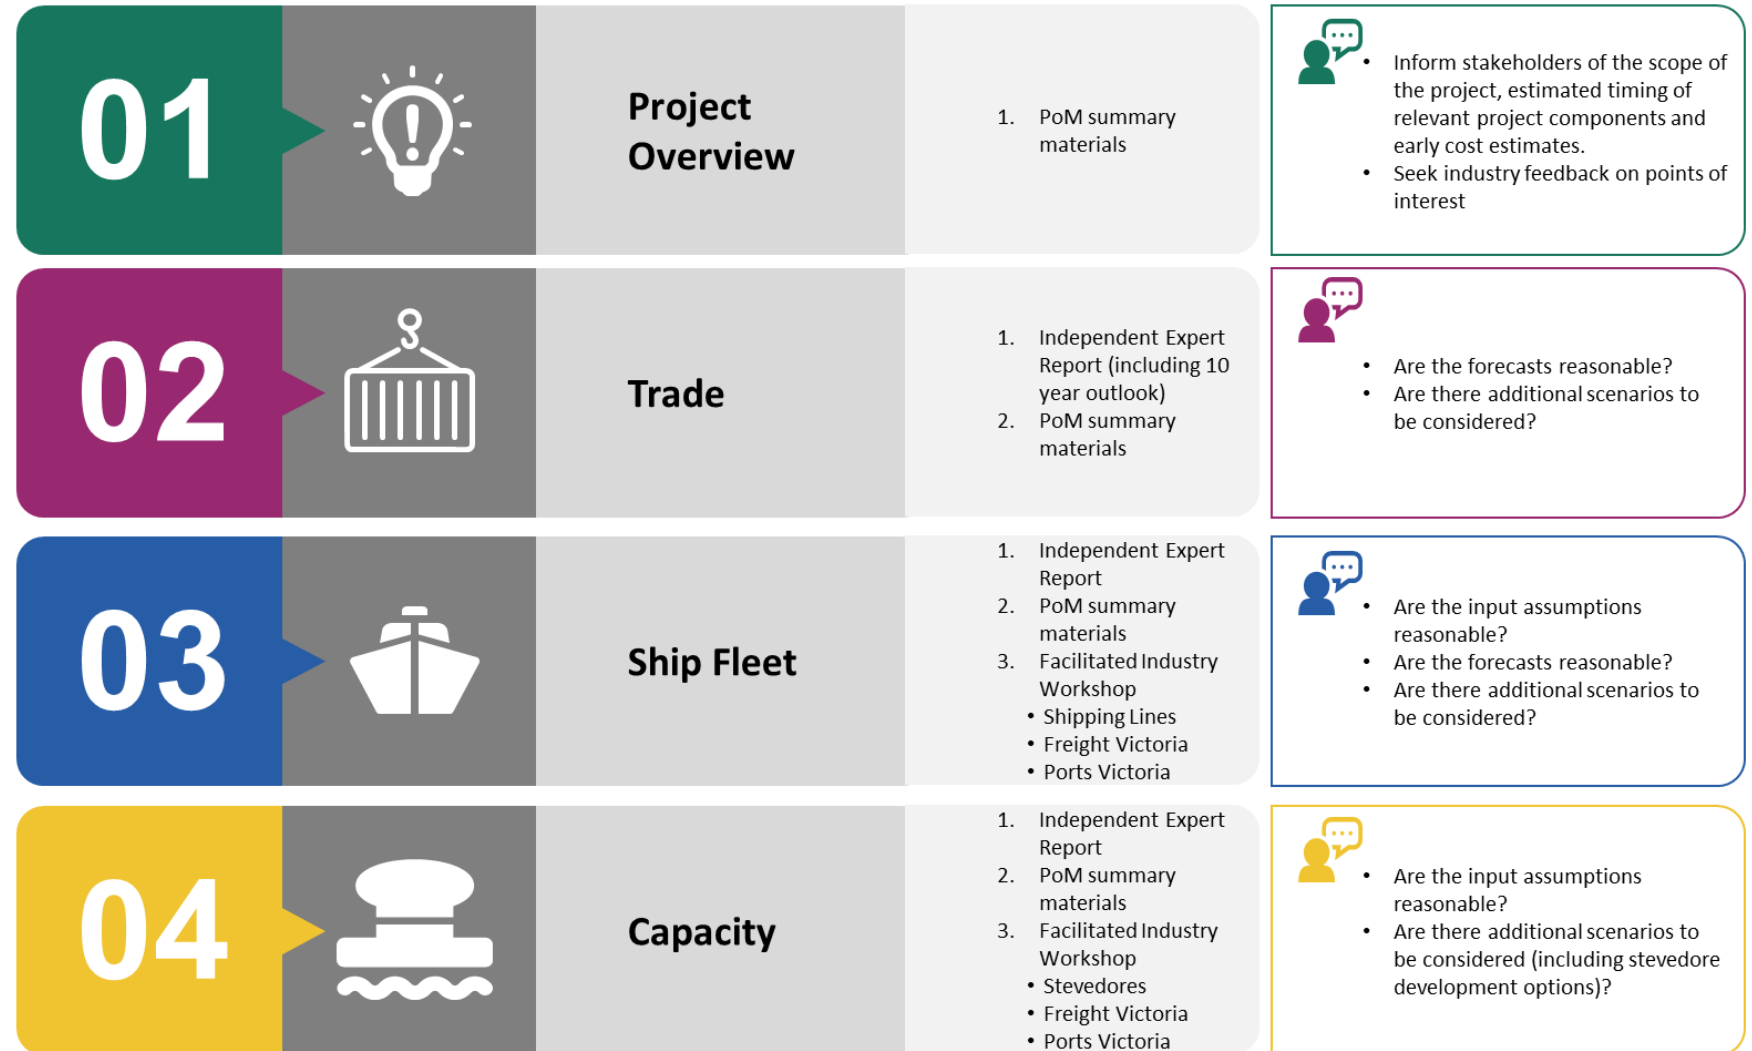 01
Project
Overview
1. PoM summary
materials
• Inform stakeholders of the scope of
the project, estimated timing of
relevant project components and
early cost estimates.
• Seek industry feedback on points of
interest
02
Trade
1. Independent Expert
Report (including 10
year outlook)
2. PoM summary
materials
• Are the forecasts reasonable?
• Are there additional scenarios to
be considered?
03
Ship Fleet
1. Independent Expert
Report
2. PoM summary
materials
3. Facilitated Industry
Workshop
• Shipping Lines
• Freight Victoria
• Ports Victoria
• Are the input assumptions
reasonable?
• Are the forecasts reasonable?
• Are there additional scenarios to
be considered?
04
Capacity
1. Independent Expert
Report
2. PoM summary
materials
3. Facilitated Industry
Workshop
• Stevedores
• Freight Victoria
• Ports Victoria
• Are the input assumptions
reasonable?
• Are there additional scenarios to
be considered (including stevedore
development options)?